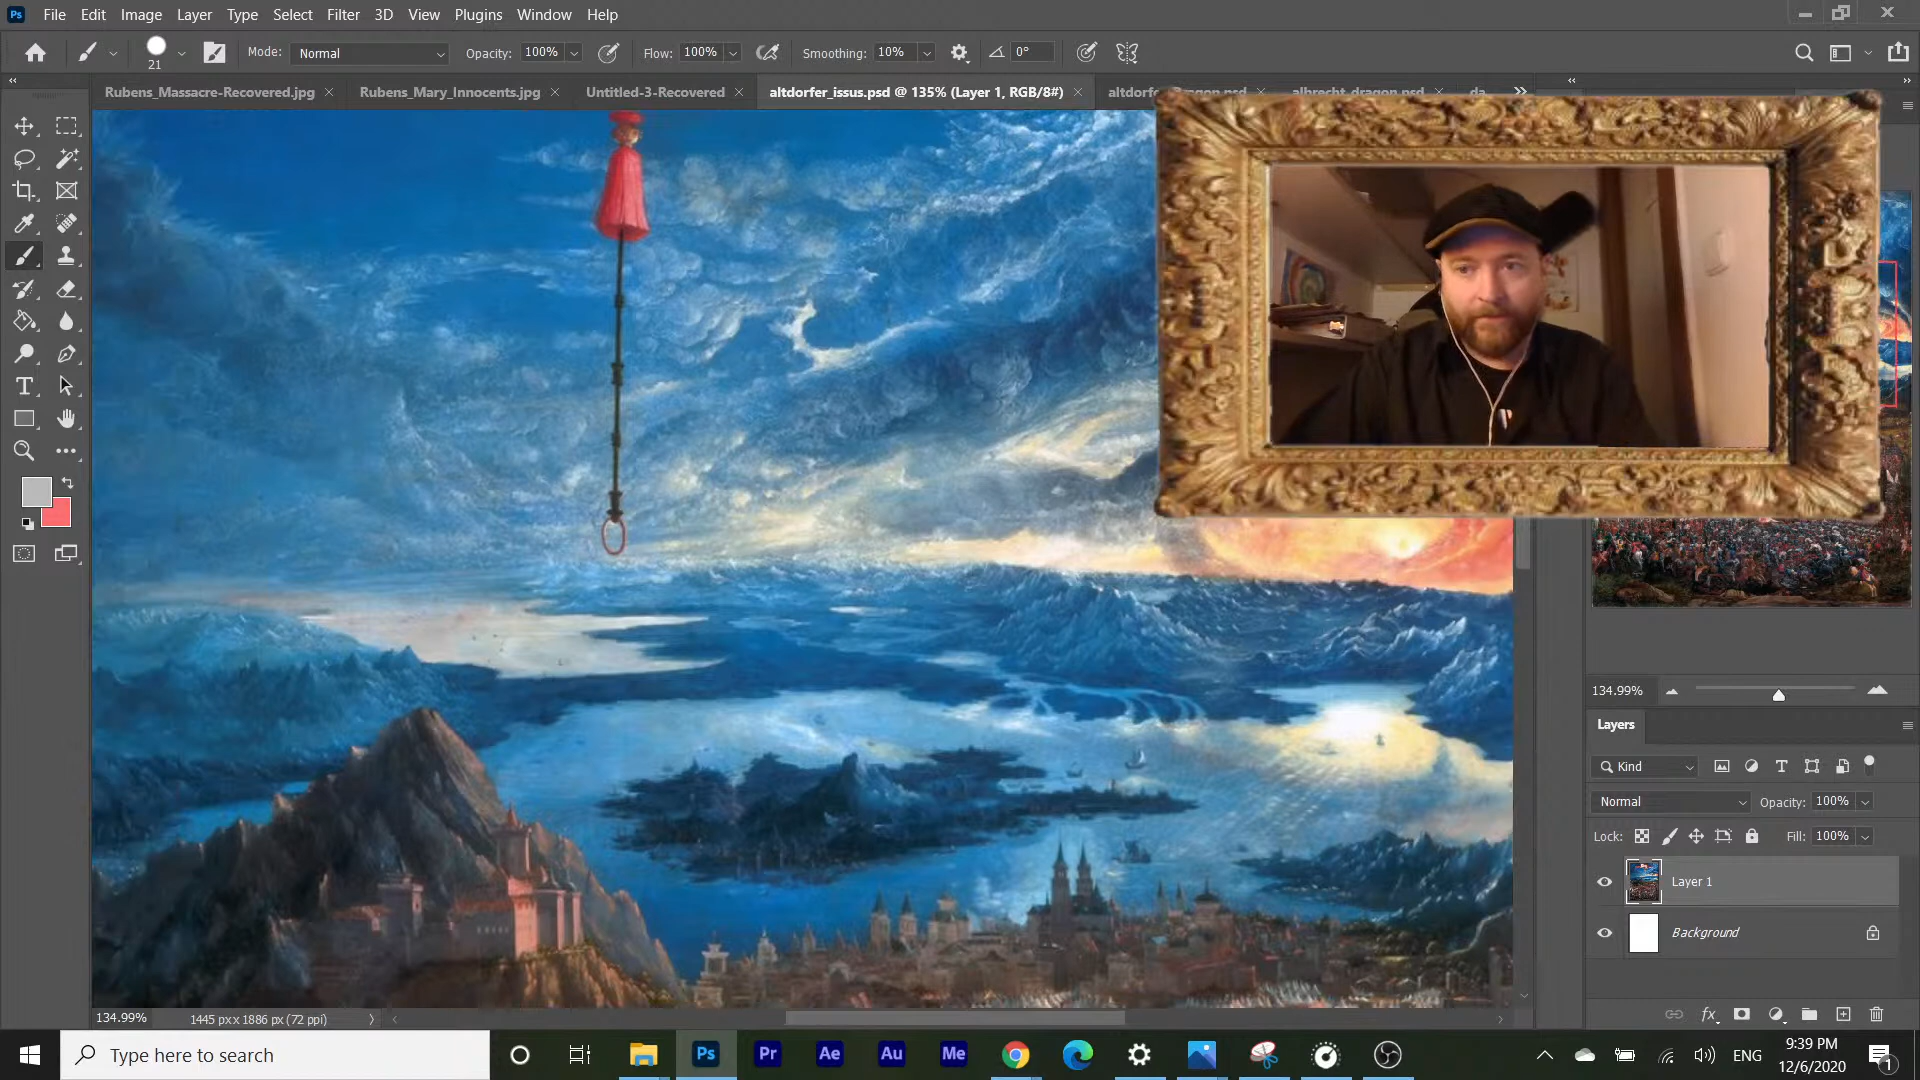 Ps File Edit Image Layer Type Select Filter 3D View Plugins Window Help
21 Mode: Normal Opacity: 100% Flow: 100% Smoothing: 10% 0°
Rubens_Massacre-Recovered.jpg Rubens_Mary_Innocents.jpg Untitled-3-Recovered altdorfer_issus.psd @ 135% (Layer 1, RGB/8#)
134.99%
Layers
Kind
Normal Opacity: 100%
Lock: Fill: 100%
Layer 1
Background
134.99% 1445 px x 1886 px (72 ppi)
Type here to search Ps Pr Ae Au Me ENG
9:39 PM
12/6/2020
1